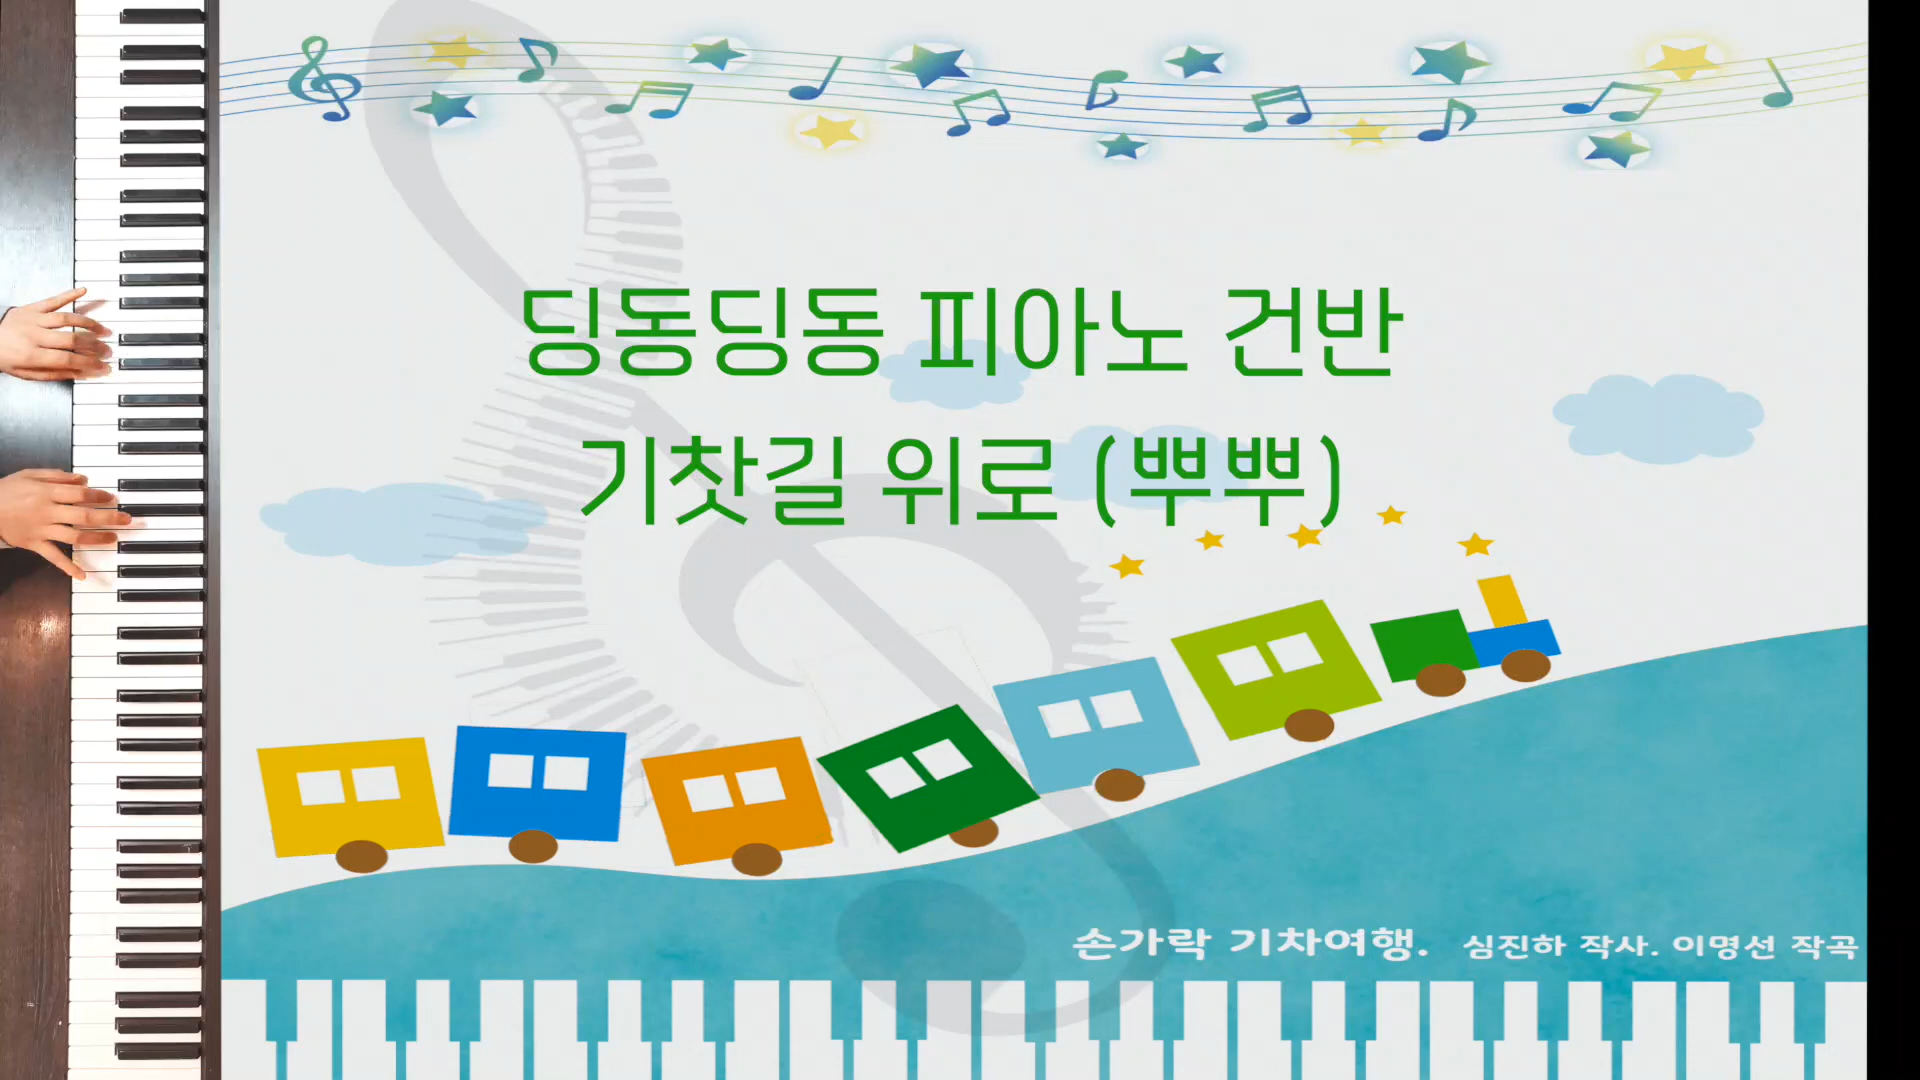 딩동딩동 피아노 건반
기찻길 위로 (뿌뿌)
손가락 기차여행. 심진하 작사. 이명선 작곡